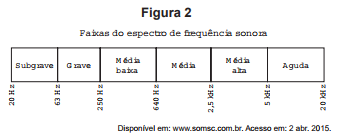 Figura 2
Faixas do espectro de frequência sonora
Subgrave Grave Média baixa Média Média alta Aguda
20 Hz 63 Hz 250 Hz 640 Hz 2,5 kHz 5 kHz 20 kHz
Disponível em: www.somsc.com.br. Acesso em: 2 abr. 2015.